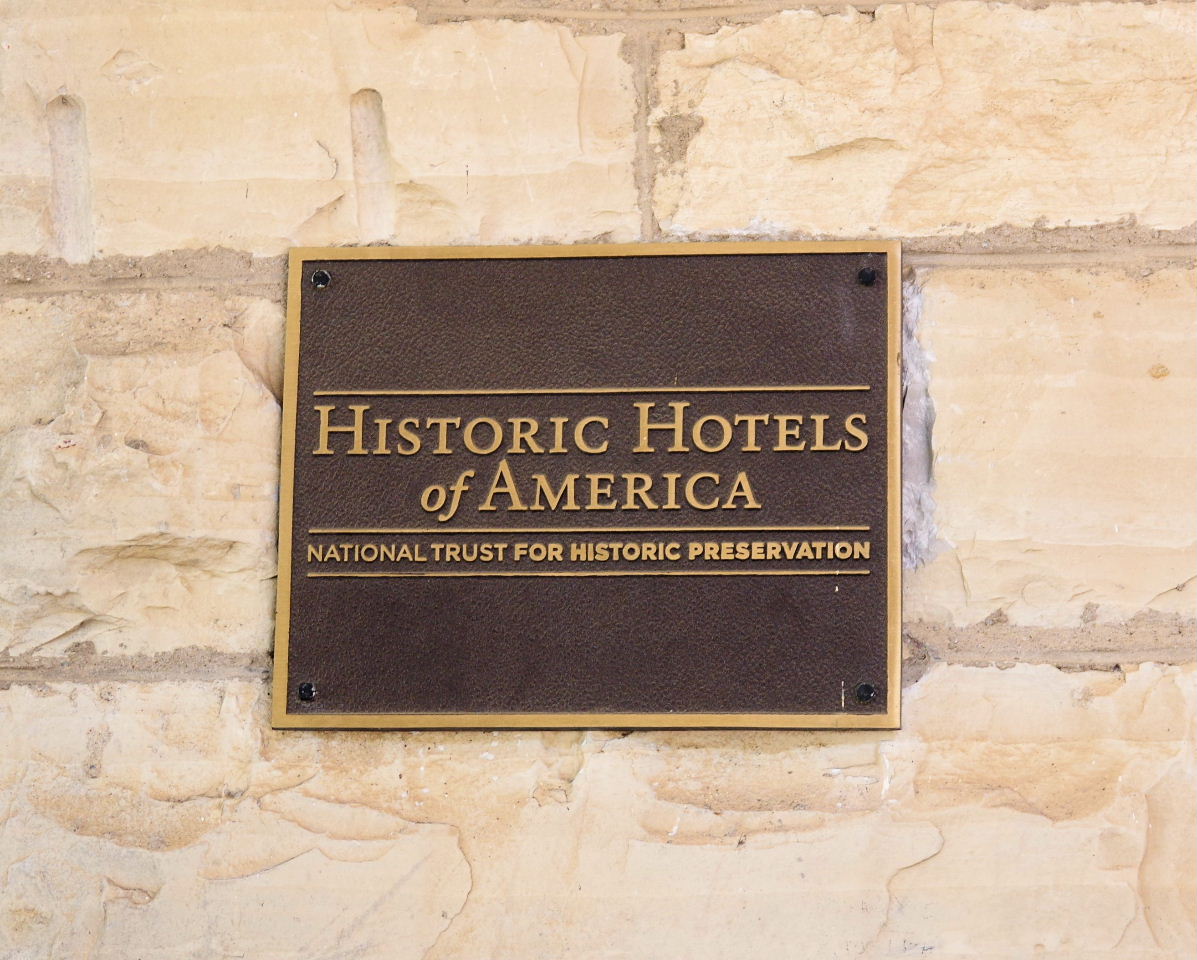 HISTORIC HOTELS
of AMERICA
NATIONAL TRUST FOR HISTORIC PRESERVATION